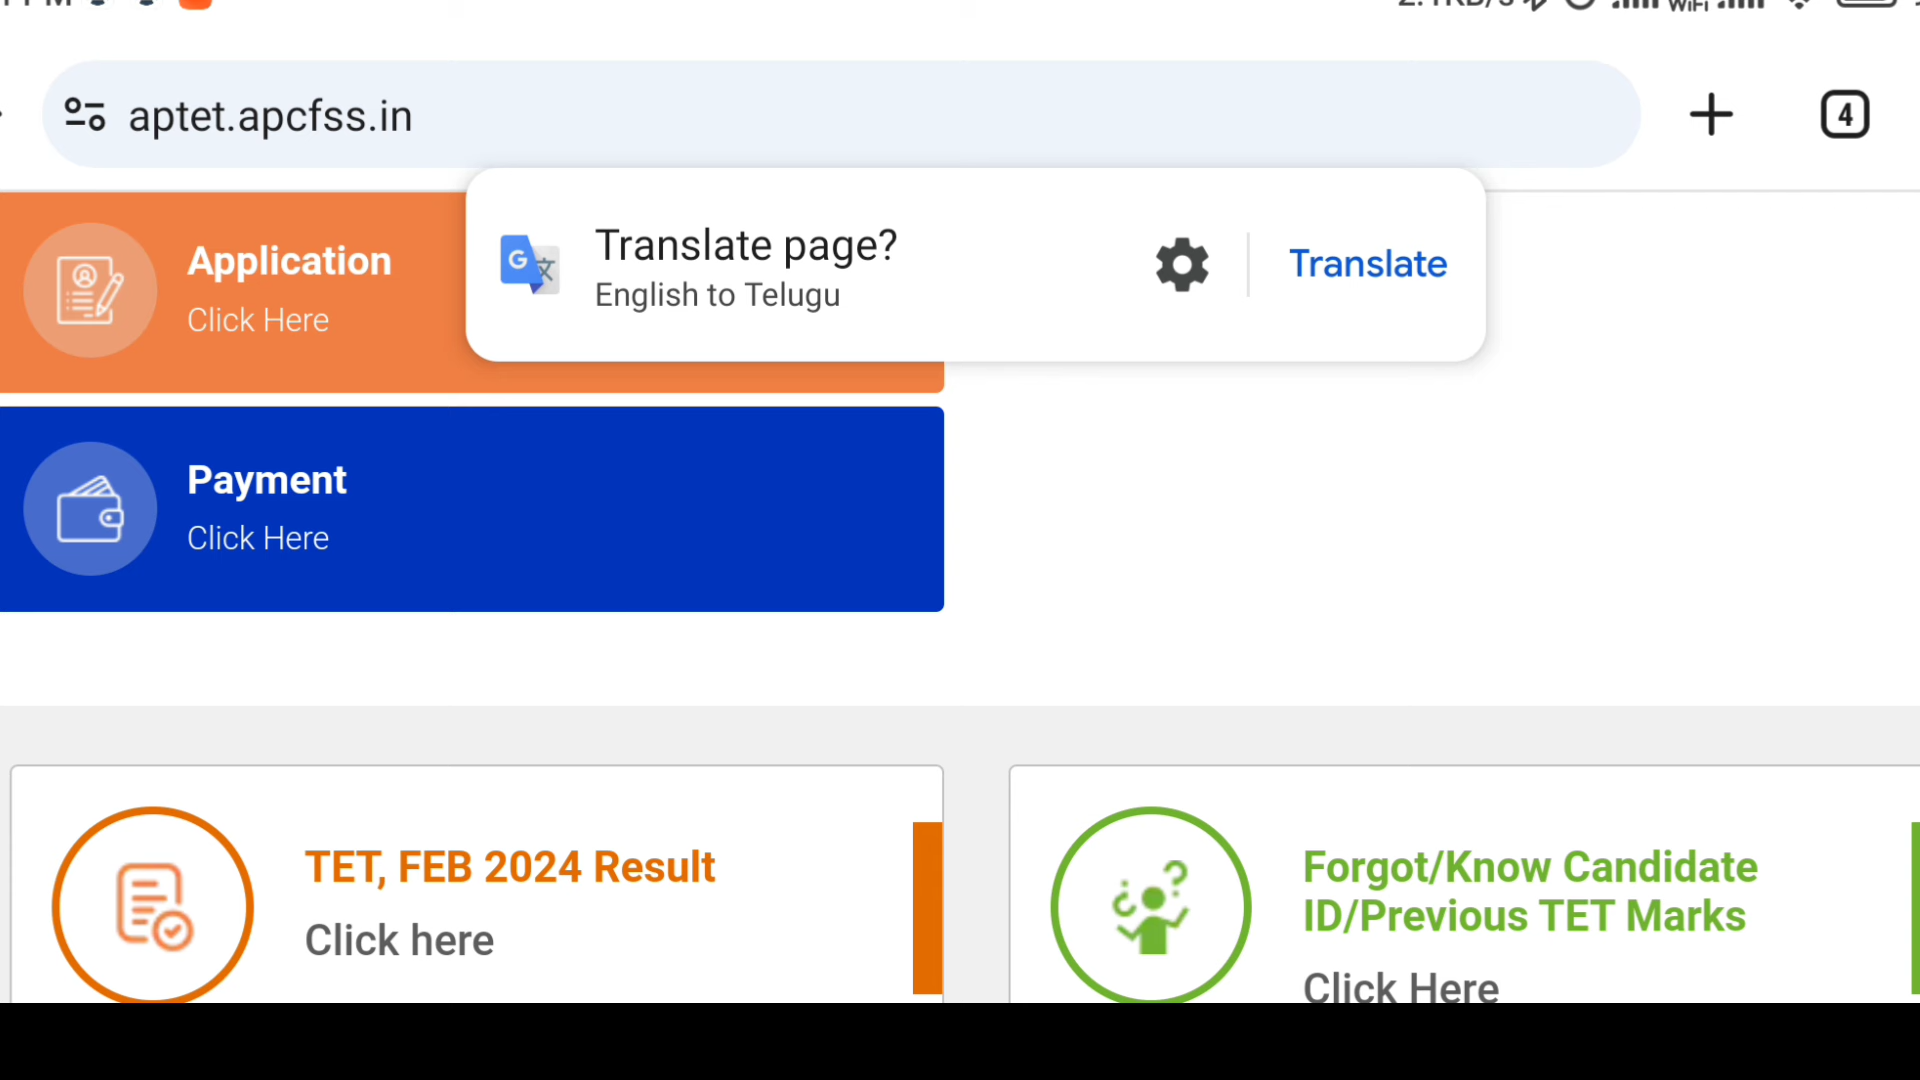 aptet.apcfss.in
4
Translate page?
English to Telugu
Translate
Application
Click Here
Payment
Click Here
TET, FEB 2024 Result
Click here
Forgot/Know Candidate
ID/Previous TET Marks
Click Here